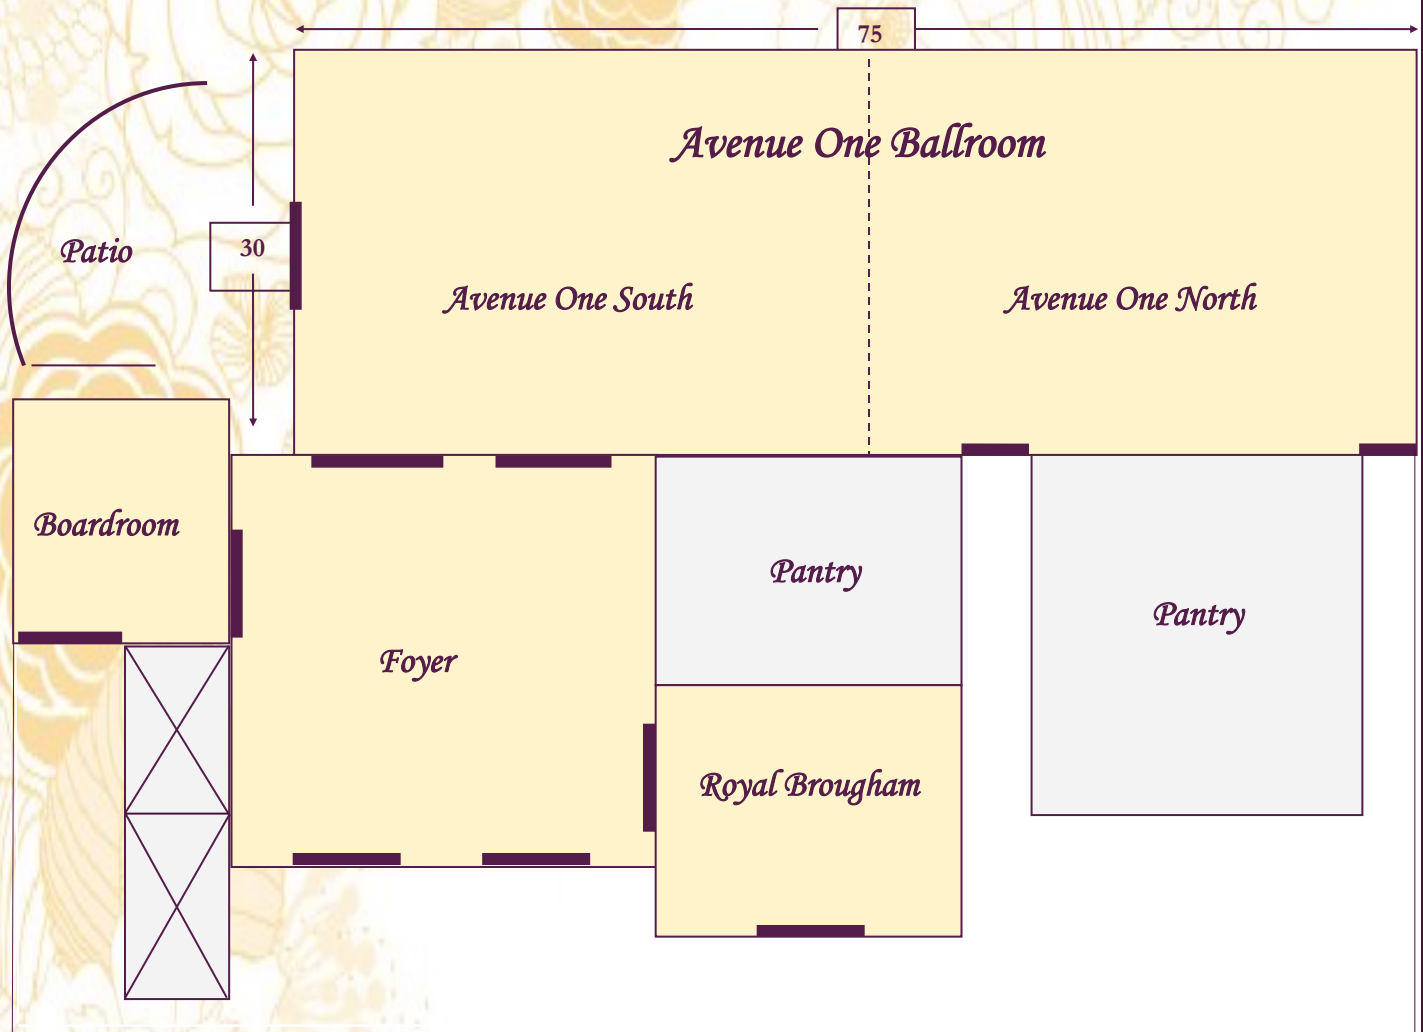 75
Avenue One Ballroom
Patio
30
Avenue One South
Avenue One North
Boardroom
Pantry
Pantry
Foyer
Royal Brougham